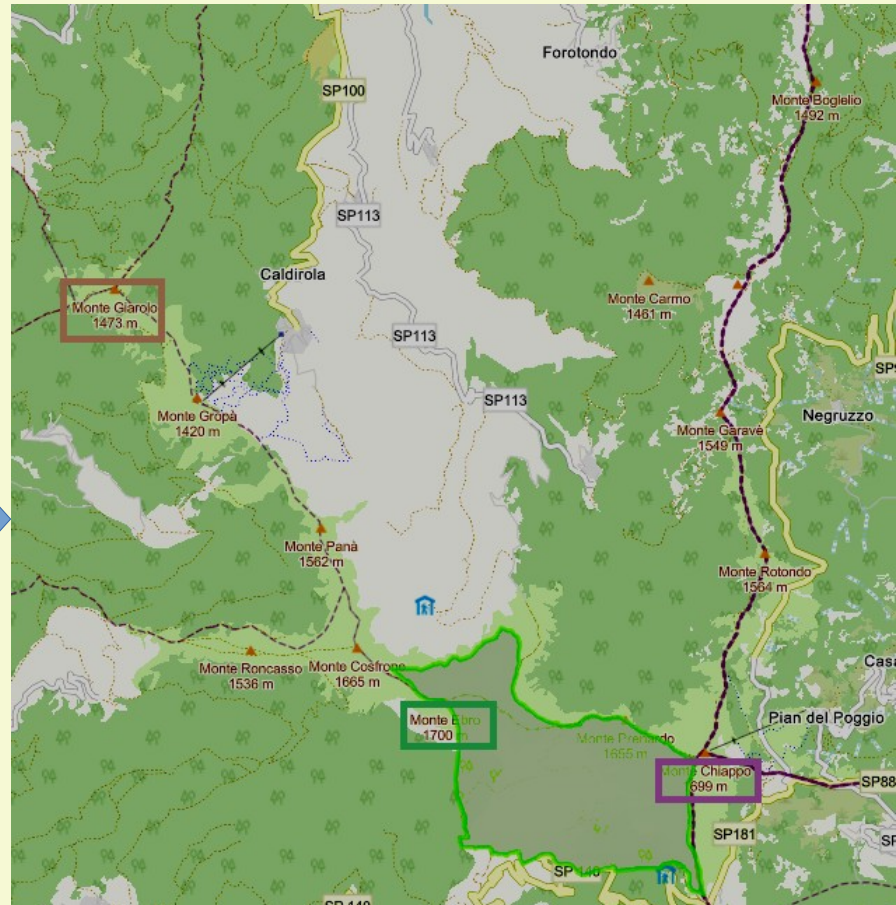 Forotondo
SP100
Monte Boglelio
1492 m
SP113
Caldirola
Monte Giarolo
1473 m
Monte Carmo
1461 m
SP113
SP113
Monte Gropà
1420 m
Monte Garavè
1549 m
Negruzzo
Monte Panà
1562 m
Monte Rotondo
1564 m
Monte Roncasso
1536 m
Monte Cosfrone
1665 m
Monte Ebro
1700 m
Pian del Poggio
1655 m
Monte Chiappo
699 m
SP88
SP181
SP 140